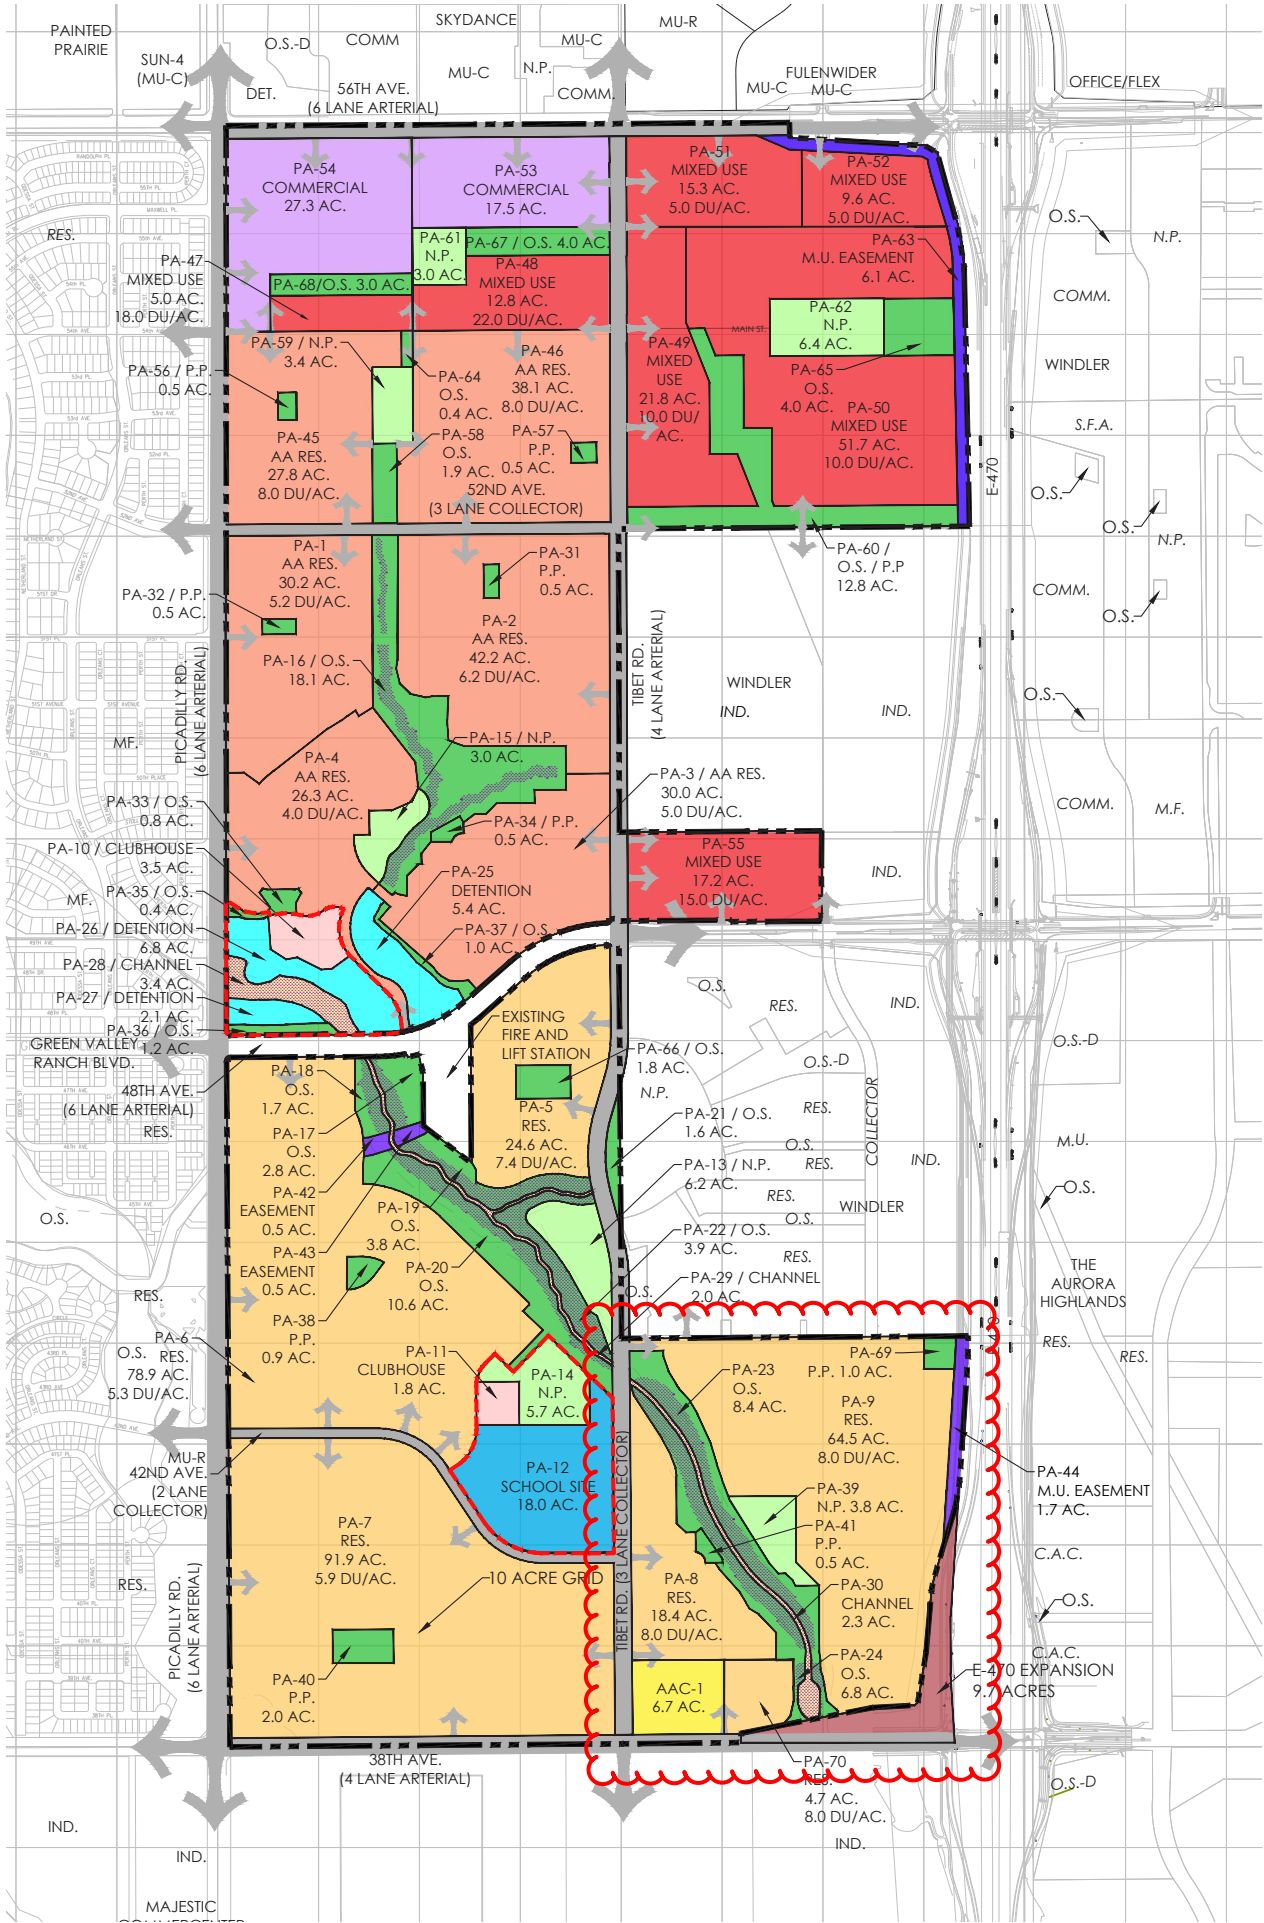 PAINTED
PRAIRIE
SUN-4
(MU-C)
O.S.-D
COMM
SKYDANCE
MU-C
MU-R
DET.
56TH AVE.
(6 LANE ARTERIAL)
MU-C
N.P.
COMM.
MU-C
FULENWIDER
MU-C
OFFICE/FLEX
PA-54
COMMERCIAL
27.3 AC.
PA-53
COMMERCIAL
17.5 AC.
PA-51
MIXED USE
15.3 AC.
5.0 DU/AC.
PA-52
MIXED USE
9.6 AC.
5.0 DU/AC.
RES.
PA-47
MIXED USE
5.0 AC.
18.0 DU/AC.
PA-61
N.P.
3.0 AC.
PA-67 / O.S. 4.0 AC.
PA-68/O.S. 3.0 AC.
PA-48
MIXED USE
12.8 AC.
22.0 DU/AC.
PA-63
M.U. EASEMENT
6.1 AC.
O.S.
N.P.
COMM.
WINDLER
PA-62
N.P.
6.4 AC.
MAIN ST.
PA-59 / N.P.
3.4 AC.
PA-56 / P.P.
0.5 AC.
PA-64
O.S.
0.4 AC.
PA-46
AA RES.
38.1 AC.
8.0 DU/AC.
PA-49
MIXED
USE
21.8 AC.
10.0 DU/
AC.
PA-65
O.S.
4.0 AC.
PA-50
MIXED USE
51.7 AC.
10.0 DU/AC.
PA-45
AA RES.
27.8 AC.
8.0 DU/AC.
PA-58
O.S.
1.9 AC.
PA-57
P.P.
0.5 AC.
52ND AVE.
(3 LANE COLLECTOR)
S.F.A.
E-470
O.S.
O.S.
N.P.
PA-1
AA RES.
30.2 AC.
5.2 DU/AC.
PA-31
P.P.
0.5 AC.
PA-60 /
O.S. / P.P
12.8 AC.
COMM.
O.S.
PA-32 / P.P.
0.5 AC.
PA-2
AA RES.
42.2 AC.
6.2 DU/AC.
PA-16 / O.S.
18.1 AC.
PICADILLY RD.
(6 LANE ARTERIAL)
TIBET RD.
(4 LANE ARTERIAL)
WINDLER
IND.
IND.
O.S.
MF.
PA-4
AA RES.
26.3 AC.
4.0 DU/AC.
PA-15 / N.P.
3.0 AC.
PA-3 / AA RES.
30.0 AC.
5.0 DU/AC.
COMM.
M.F.
PA-33 / O.S.
0.8 AC.
PA-34 / P.P.
0.5 AC.
PA-10 / CLUBHOUSE
3.5 AC.
PA-55
MIXED USE
17.2 AC.
15.0 DU/AC.
IND.
PA-25
DETENTION
5.4 AC.
MF.
PA-35 / O.S.
0.4 AC.
PA-26 / DETENTION
6.8 AC.
PA-37 / O.S.
1.0 AC.
PA-28 / CHANNEL
3.4 AC.
PA-27 / DETENTION
2.1 AC.
PA-36 / O.S.
1.2 AC.
GREEN VALLEY
RANCH BLVD.
48TH AVE.
(6 LANE ARTERIAL)
RES.
O.S.
RES.
IND.
EXISTING
FIRE AND
LIFT STATION
O.S.-D
PA-66 / O.S.
1.8 AC.
N.P.
O.S.-D
RES.
PA-18
O.S.
1.7 AC.
PA-5
RES.
24.6 AC.
7.4 DU/AC.
PA-21 / O.S.
1.6 AC.
COLLECTOR
PA-17
O.S.
2.8 AC.
O.S.
RES.
IND.
M.U.
PA-13 / N.P.
6.2 AC.
O.S.
PA-42
EASEMENT
0.5 AC.
PA-19
O.S.
3.8 AC.
RES.
O.S.
WINDLER
O.S.
PA-22 / O.S.
3.9 AC.
PA-43
EASEMENT
0.5 AC.
PA-20
O.S.
10.6 AC.
RES.
PA-29 / CHANNEL
2.0 AC.
O.S.
THE
AURORA
HIGHLANDS
RES.
PA-38
P.P.
0.9 AC.
PA-6
RES.
78.9 AC.
5.3 DU/AC.
O.S.
RES.
RES.
PA-11
CLUBHOUSE
1.8 AC.
PA-14
N.P.
5.7 AC.
PA-69
P.P. 1.0 AC.
PA-23
O.S.
8.4 AC.
PA-9
RES.
64.5 AC.
8.0 DU/AC.
MU-R
42ND AVE.
(2 LANE
COLLECTOR)
PA-12
SCHOOL SITE
18.0 AC.
PA-44
M.U. EASEMENT
1.7 AC.
PA-39
N.P. 3.8 AC.
PA-41
P.P.
0.5 AC.
PA-7
RES.
91.9 AC.
5.9 DU/AC.
TIBET RD. (3 LANE COLLECTOR)
C.A.C.
RES.
10 ACRE GRID
PA-8
RES.
18.4 AC.
8.0 DU/AC.
PA-30
CHANNEL
2.3 AC.
O.S.
PICADILLY RD.
(6 LANE ARTERIAL)
PA-40
P.P.
2.0 AC.
PA-24
O.S.
6.8 AC.
C.A.C.
E-470 EXPANSION
9.7 ACRES
AAC-1
6.7 AC.
38TH AVE.
(4 LANE ARTERIAL)
PA-70
RES.
4.7 AC.
8.0 DU/AC.
O.S.-D
IND.
IND.
IND.
MAJESTIC
COMMERCENTER